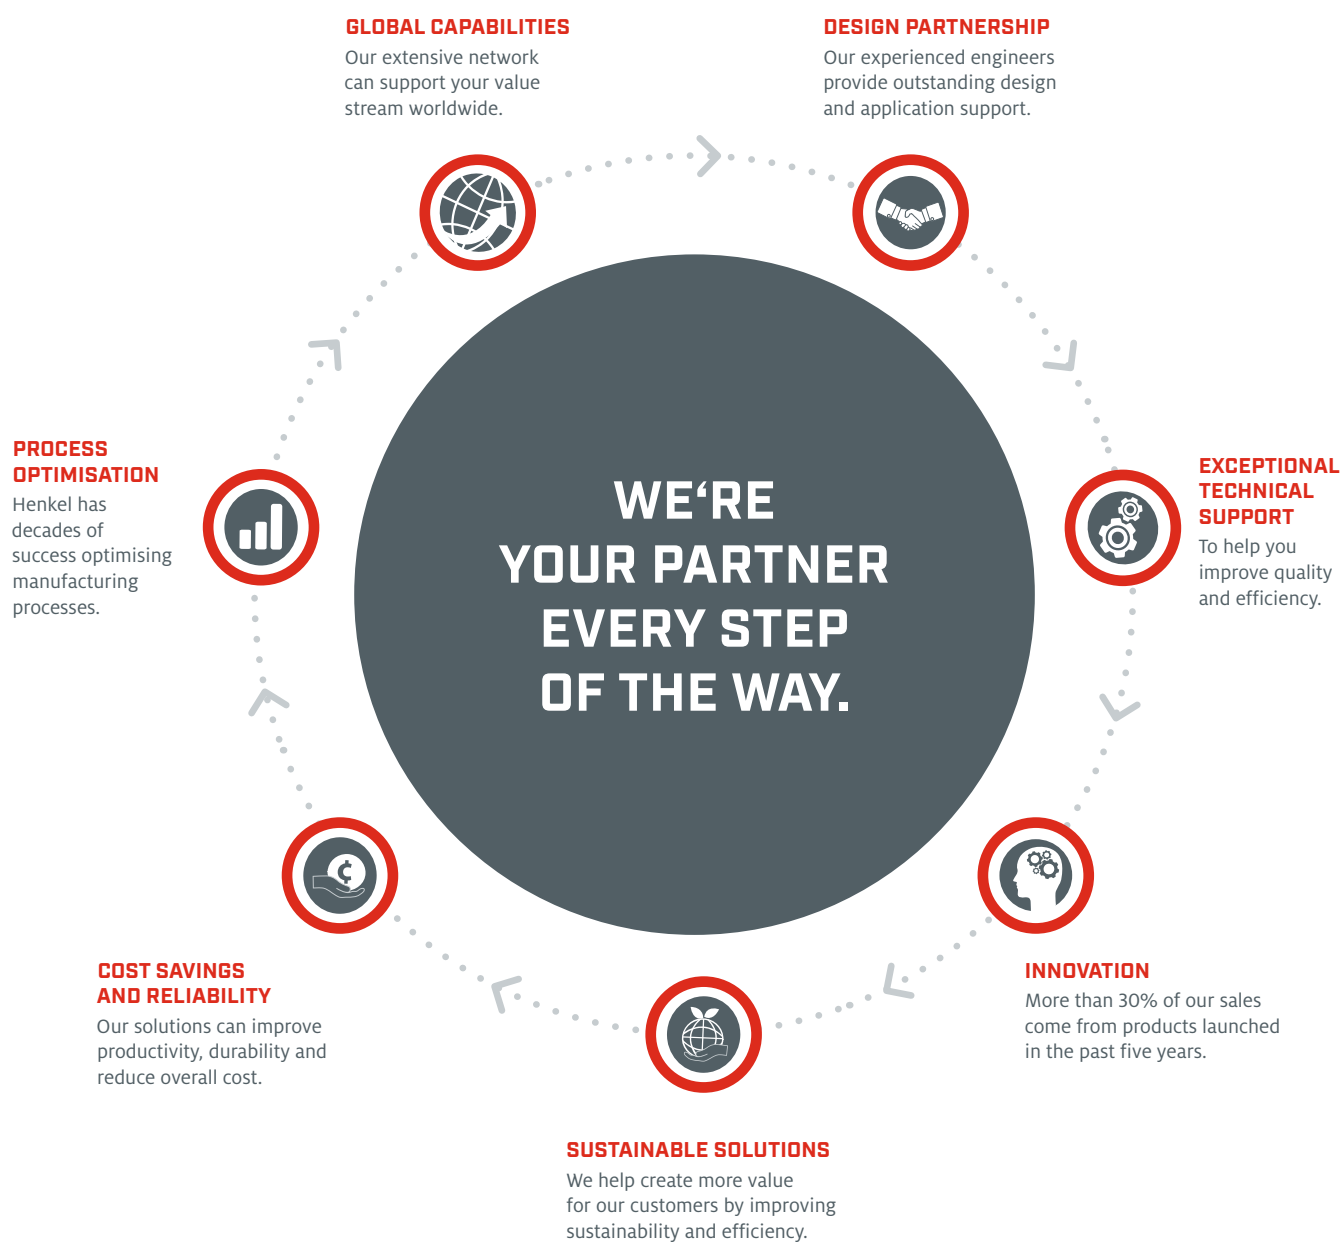 GLOBAL CAPABILITIES
Our extensive network
can support your value
stream worldwide.
DESIGN PARTNERSHIP
Our experienced engineers
provide outstanding design
and application support.
PROCESS
OPTIMISATION
Henkel has
decades of
success optimising
manufacturing
processes.
WE‘RE
YOUR PARTNER
EVERY STEP
OF THE WAY.
EXCEPTIONAL
TECHNICAL
SUPPORT
To help you
improve quality
and efficiency.
COST SAVINGS
AND RELIABILITY
Our solutions can improve
productivity, durability and
reduce overall cost.
INNOVATION
More than 30% of our sales
come from products launched
in the past five years.
SUSTAINABLE SOLUTIONS
We help create more value
for our customers by improving
sustainability and efficiency.